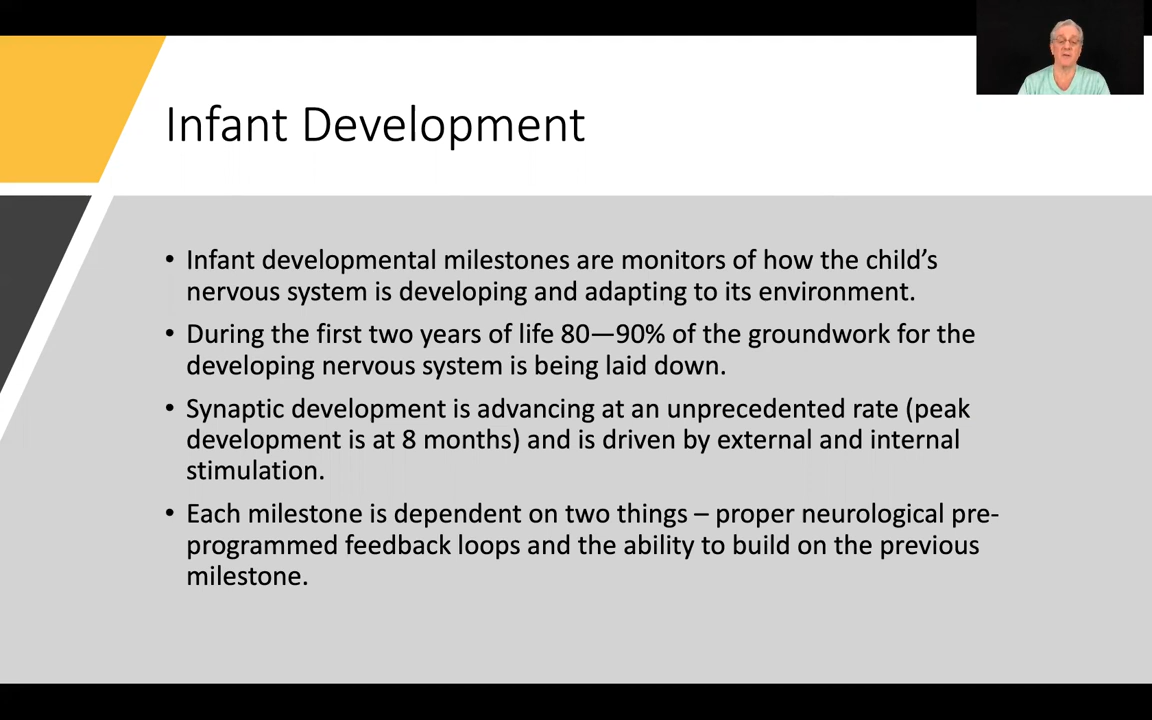 Infant Development
• Infant developmental milestones are monitors of how the child’s
nervous system is developing and adapting to its environment.
• During the first two years of life 80—90% of the groundwork for the
developing nervous system is being laid down.
• Synaptic development is advancing at an unprecedented rate (peak
development is at 8 months) and is driven by external and internal
stimulation.
• Each milestone is dependent on two things – proper neurological pre-
programmed feedback loops and the ability to build on the previous
milestone.